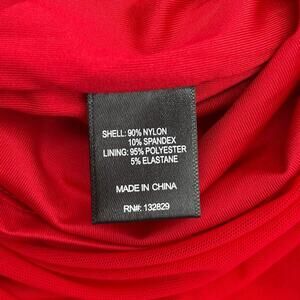 SHELL: 90% NYLON
10% SPANDEX
LINING: 95% POLYESTER
5% ELASTANE
MADE IN CHINA
RN#: 132829